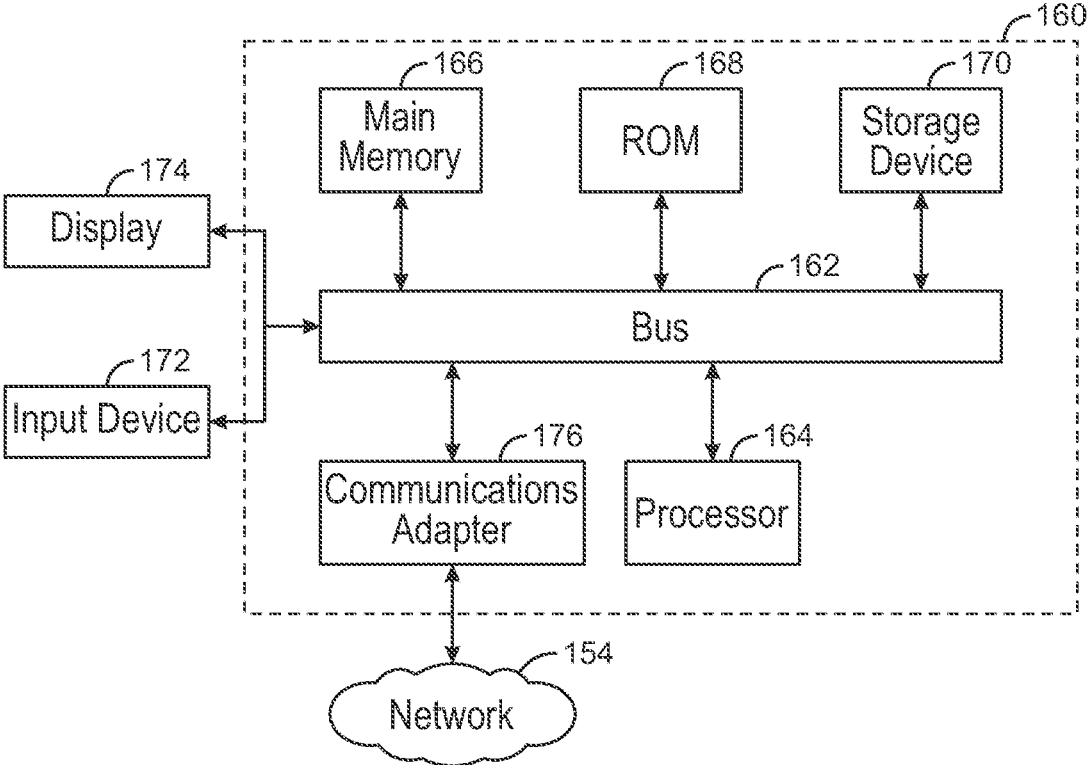 160
166
168
170
Main
Memory
ROM
Storage
Device
174
Display
162
Bus
172
Input Device
176
164
Communications
Adapter
Processor
154
Network